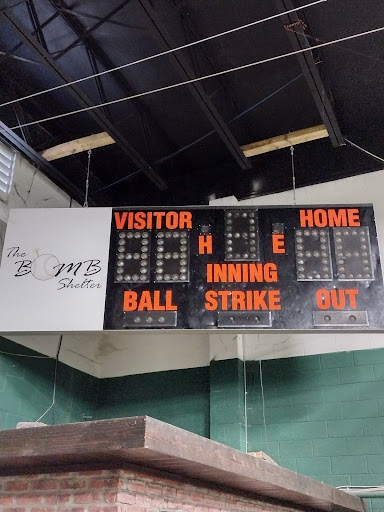 The
BOMB
Shelter
VISITOR HOME
H E
INNING
BALL STRIKE OUT